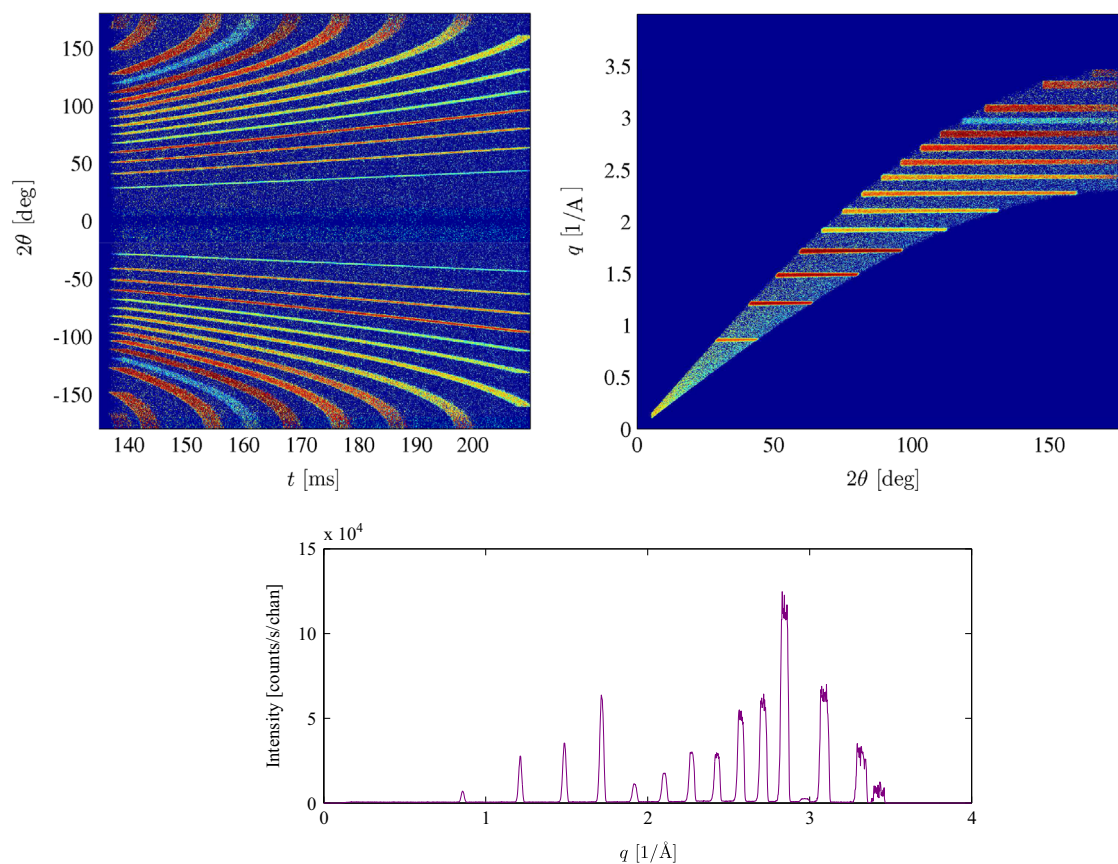 150
100
50
0
-50
-100
-150
2θ [deg]
140 150 160 170 180 190 200
t [ms]
3.5
3
2.5
2
1.5
1
0.5
0
q [1/A]
0 50 100 150
2θ [deg]
x 10⁴
15
10
5
0
Intensity [counts/s/chan]
0 1 2 3 4
q [1/Å]